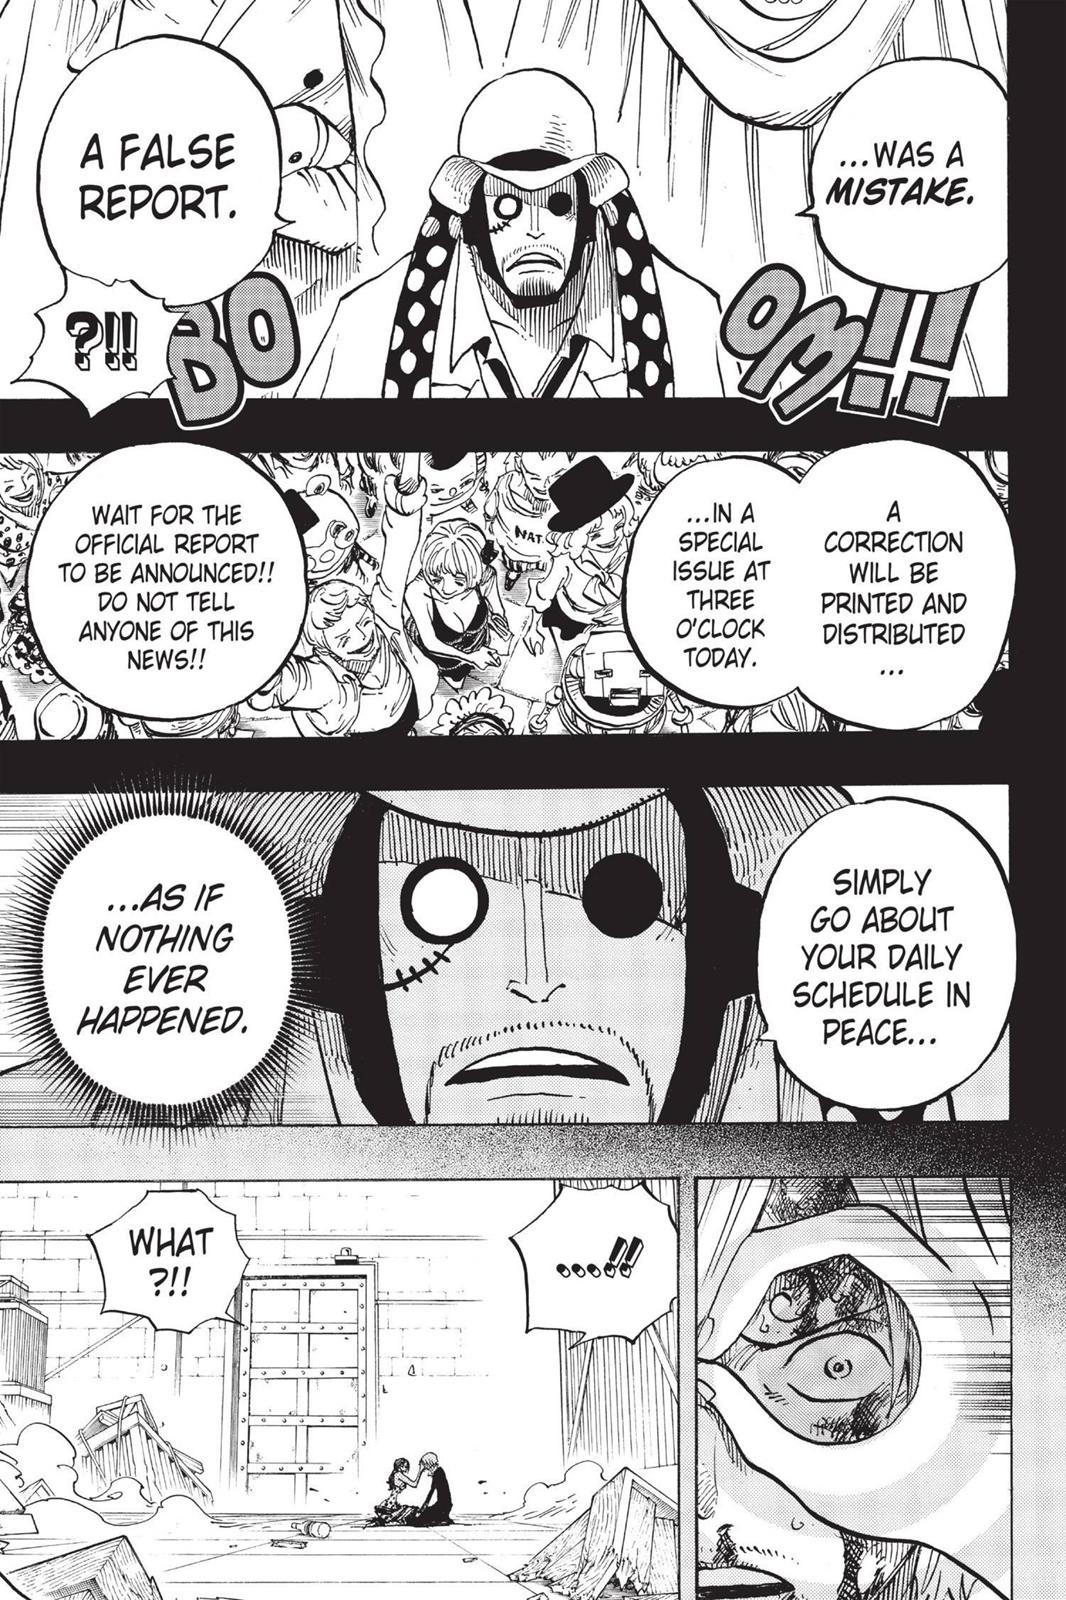 ...WAS A
MISTAKE.
A FALSE
REPORT.
?!!
BO
OM!!
A
CORRECTION
WILL BE
PRINTED AND
DISTRIBUTED
...
...IN A
SPECIAL
ISSUE AT
THREE
O'CLOCK
TODAY.
NAT
WAIT FOR THE
OFFICIAL REPORT
TO BE ANNOUNCED!!
DO NOT TELL
ANYONE OF THIS
NEWS!!
SIMPLY
GO ABOUT
YOUR DAILY
SCHEDULE IN
PEACE...
...AS IF
NOTHING
EVER
HAPPENED.
...!!
WHAT
?!!